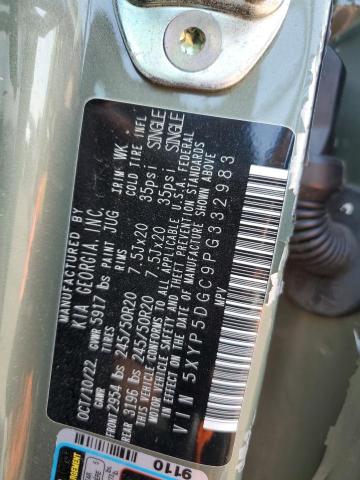 MANUFACTURED BY
KIA GEORGIA, INC.
OCT/10/22. GVWR 5917 lbs PAINT JUG TRIM WK.
GAWR TIRES RIMS COLD TIRE INFL
FRONT 2954 lbs 245/50R20 7.5Jx20 35psi SINGLE
REAR 3196 lbs 245/50R20 7.5Jx20 35psi SINGLE
THIS VEHICLE CONFORMS TO ALL APPLICABLE U.S.A. FEDERAL
MOTOR VEHICLE SAFETY AND THEFT PREVENTION STANDARDS
IN EFFECT ON THE DATE OF MANUFACTURE SHOWN ABOVE.
VIN 5XYP5DGC9PG332983
MPV
9110